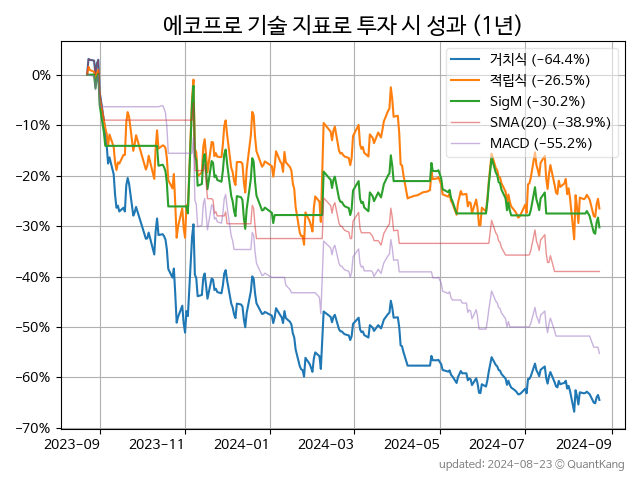 에코프로 기술 지표로 투자 시 성과 (1년)
거치식 (−64.4%)
적립식 (−26.5%)
SigM (−30.2%)
SMA(20) (−38.9%)
MACD (−55.2%)
0%
−10%
−20%
−30%
−40%
−50%
−60%
−70%
2023-09 2023-11 2024-01 2024-03 2024-05 2024-07 2024-09
updated: 2024-08-23 ⓒ QuantKang